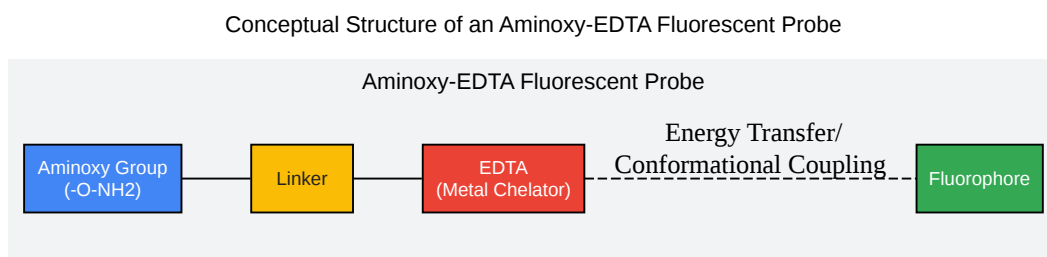 Conceptual Structure of an Aminoxy-EDTA Fluorescent Probe
Aminoxy-EDTA Fluorescent Probe
Aminoxy Group
(-O-NH2)
Linker
EDTA
(Metal Chelator)
Energy Transfer/
Conformational Coupling
Fluorophore